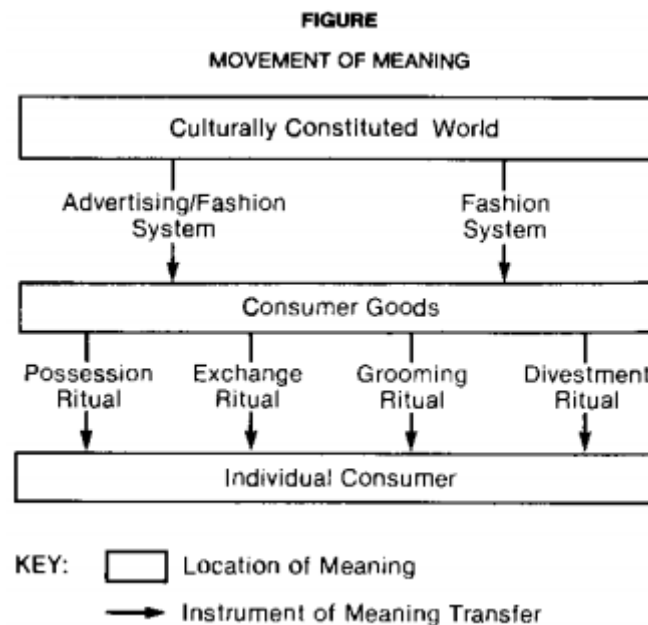 FIGURE
MOVEMENT OF MEANING
Culturally Constituted World
Advertising/Fashion System
Fashion System
Consumer Goods
Possession Ritual
Exchange Ritual
Grooming Ritual
Divestment Ritual
Individual Consumer
KEY:
Location of Meaning
Instrument of Meaning Transfer